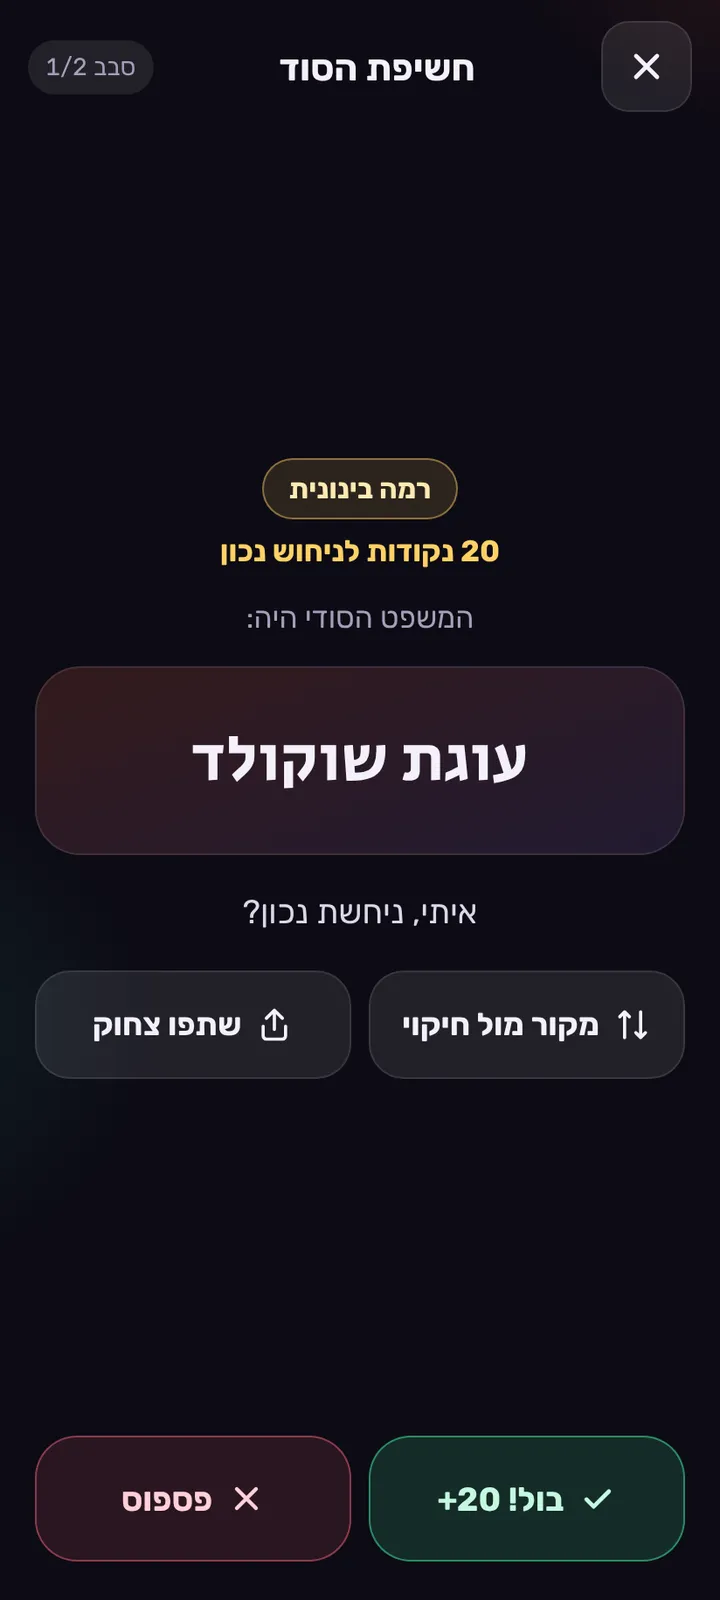 חשיפת הסוד
סבב 1/2
רמה בינונית
20 נקודות לניחוש נכון
המשפט הסודי היה:
עוגת שוקולד
איתי, ניחשת נכון?
מקור מול חיקוי
שתפו צחוק
בול! 20+
פספוס